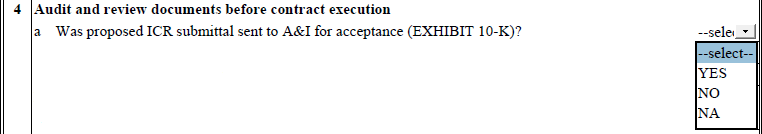 4 Audit and review documents before contract execution
a Was proposed ICR submittal sent to A&I for acceptance (EXHIBIT 10-K)? --selec
--select--
YES
NO
NA